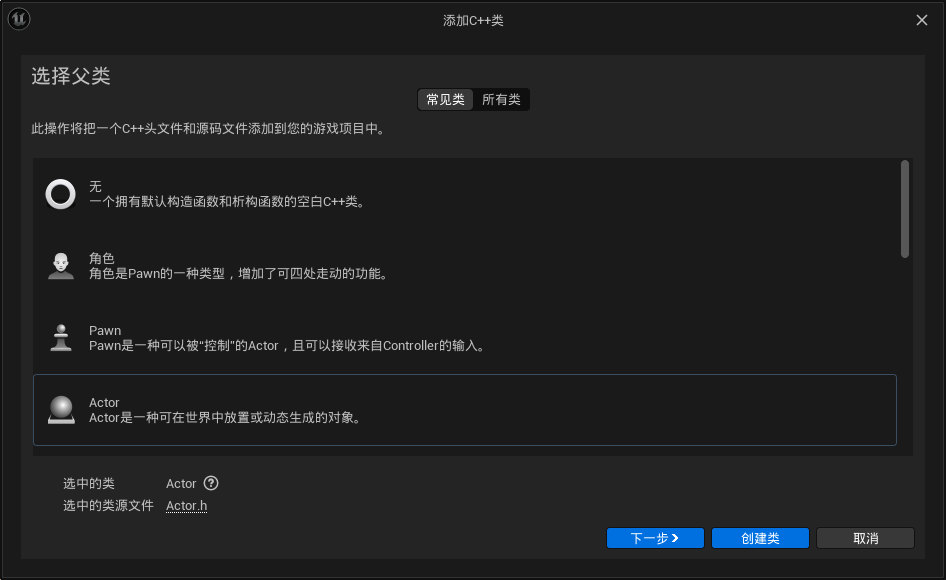 添加C++类
选择父类
常见类 所有类
此操作将把一个C++头文件和源码文件添加到您的游戏项目中。
无
一个拥有默认构造函数和析构函数的空白C++类。
角色
角色是Pawn的一种类型，增加了可四处走动的功能。
Pawn
Pawn是一种可以被“控制”的Actor，且可以接收来自Controller的输入。
Actor
Actor是一种可在世界中放置或动态生成的对象。
选中的类 Actor
选中的类源文件 Actor.h
下一步 创建类 取消